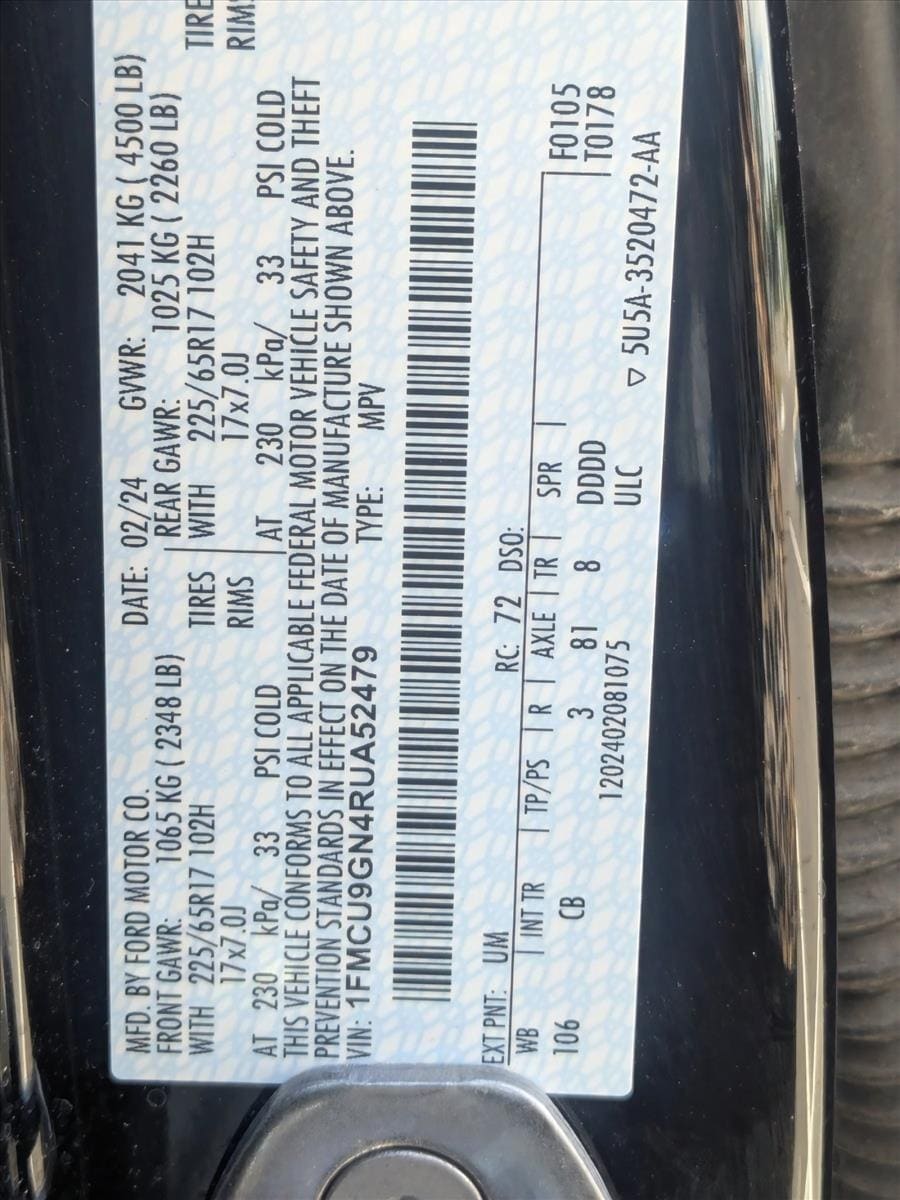 MFD. BY FORD MOTOR CO. DATE: 02/24 GVWR: 2041 KG ( 4500 LB)
FRONT GAWR: 1065 KG ( 2348 LB) REAR GAWR: 1025 KG ( 2260 LB)
WITH 225/65R17 102H TIRES WITH 225/65R17 102H TIRE
17x7.0J RIMS 17x7.0J RIMS
AT 230 kPa/ 33 PSI COLD AT 230 kPa/ 33 PSI COLD
THIS VEHICLE CONFORMS TO ALL APPLICABLE FEDERAL MOTOR VEHICLE SAFETY AND THEFT
PREVENTION STANDARDS IN EFFECT ON THE DATE OF MANUFACTURE SHOWN ABOVE.
VIN: 1FMCU9GN4RUA52479 TYPE: MPV
EXT PNT: UM RC: 72 DSO:
WB | INT TR | TP/PS | R | AXLE | TR | SPR | F0105
106 CB 3 81 8 DDDD T0178
1202402081075 ULC
▽ 5U5A-3520472-AA